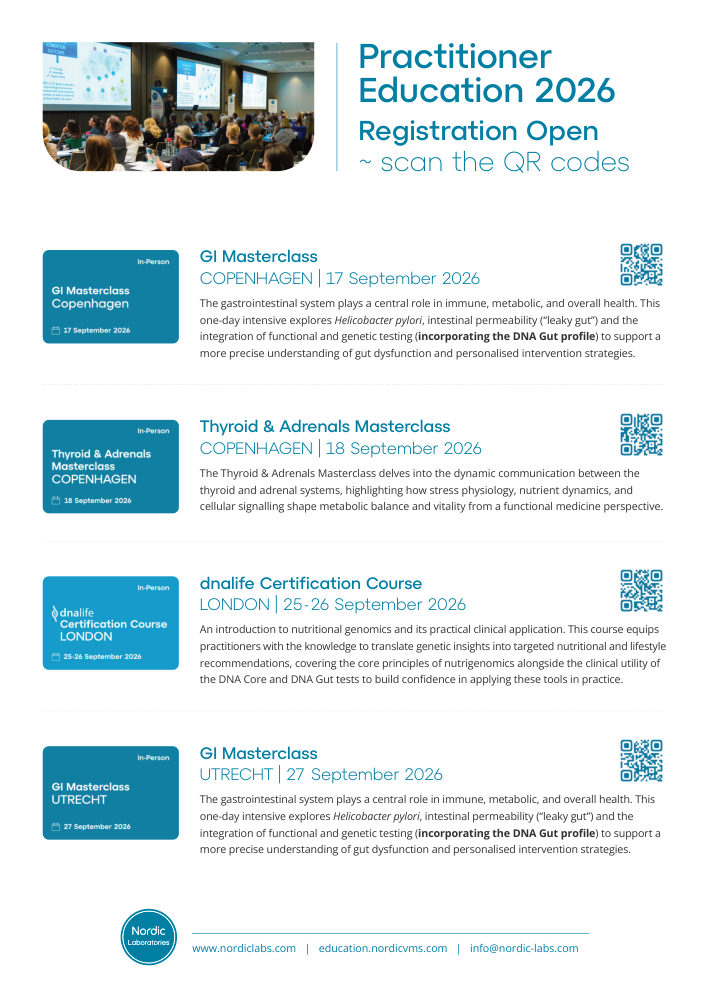 CONDITION
OUTCOME
Practitioner
Education 2026
Registration Open
~ scan the QR codes
In-Person
GI Masterclass
Copenhagen
17 September 2026
GI Masterclass
COPENHAGEN | 17 September 2026
The gastrointestinal system plays a central role in immune, metabolic, and overall health. This
one-day intensive explores Helicobacter pylori, intestinal permeability (“leaky gut”) and the
integration of functional and genetic testing (incorporating the DNA Gut profile) to support a
more precise understanding of gut dysfunction and personalised intervention strategies.
In-Person
Thyroid & Adrenals
Masterclass
COPENHAGEN
18 September 2026
Thyroid & Adrenals Masterclass
COPENHAGEN | 18 September 2026
The Thyroid & Adrenals Masterclass delves into the dynamic communication between the
thyroid and adrenal systems, highlighting how stress physiology, nutrient dynamics, and
cellular signalling shape metabolic balance and vitality from a functional medicine perspective.
In-Person
dnalife
Certification Course
LONDON
25-26 September 2026
dnalife Certification Course
LONDON | 25-26 September 2026
An introduction to nutritional genomics and its practical clinical application. This course equips
practitioners with the knowledge to translate genetic insights into targeted nutritional and lifestyle
recommendations, covering the core principles of nutrigenomics alongside the clinical utility of
the DNA Core and DNA Gut tests to build confidence in applying these tools in practice.
In-Person
GI Masterclass
UTRECHT
27 September 2026
GI Masterclass
UTRECHT | 27 September 2026
The gastrointestinal system plays a central role in immune, metabolic, and overall health. This
one-day intensive explores Helicobacter pylori, intestinal permeability (“leaky gut”) and the
integration of functional and genetic testing (incorporating the DNA Gut profile) to support a
more precise understanding of gut dysfunction and personalised intervention strategies.
Nordic
Laboratories
www.nordiclabs.com | education.nordicvms.com | info@nordic-labs.com